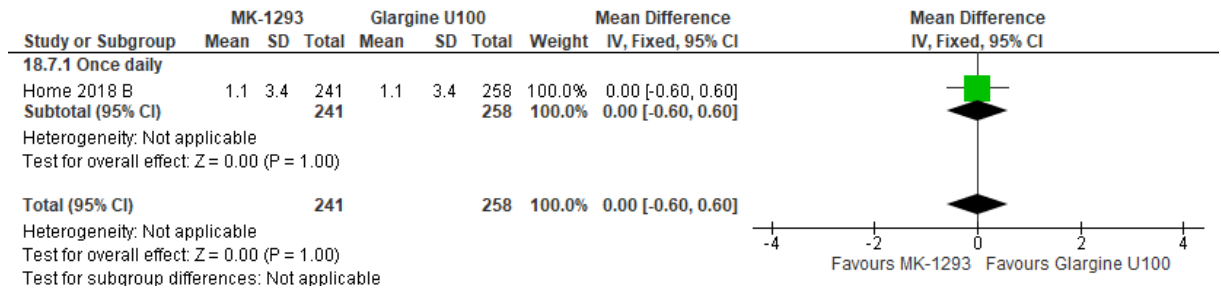 MK-1293 Glargine U100 Mean Difference Mean Difference
Study or Subgroup Mean SD Total Mean SD Total Weight IV, Fixed, 95% CI IV, Fixed, 95% CI
18.7.1 Once daily
Home 2018 B 1.1 3.4 241 1.1 3.4 258 100.0% 0.00 [-0.60, 0.60]
Subtotal (95% CI) 241 258 100.0% 0.00 [-0.60, 0.60]
Heterogeneity: Not applicable
Test for overall effect: Z = 0.00 (P = 1.00)
Total (95% CI) 241 258 100.0% 0.00 [-0.60, 0.60]
Heterogeneity: Not applicable
Test for overall effect: Z = 0.00 (P = 1.00)
Test for subgroup differences: Not applicable
-4 -2 0 2 4
Favours MK-1293 Favours Glargine U100